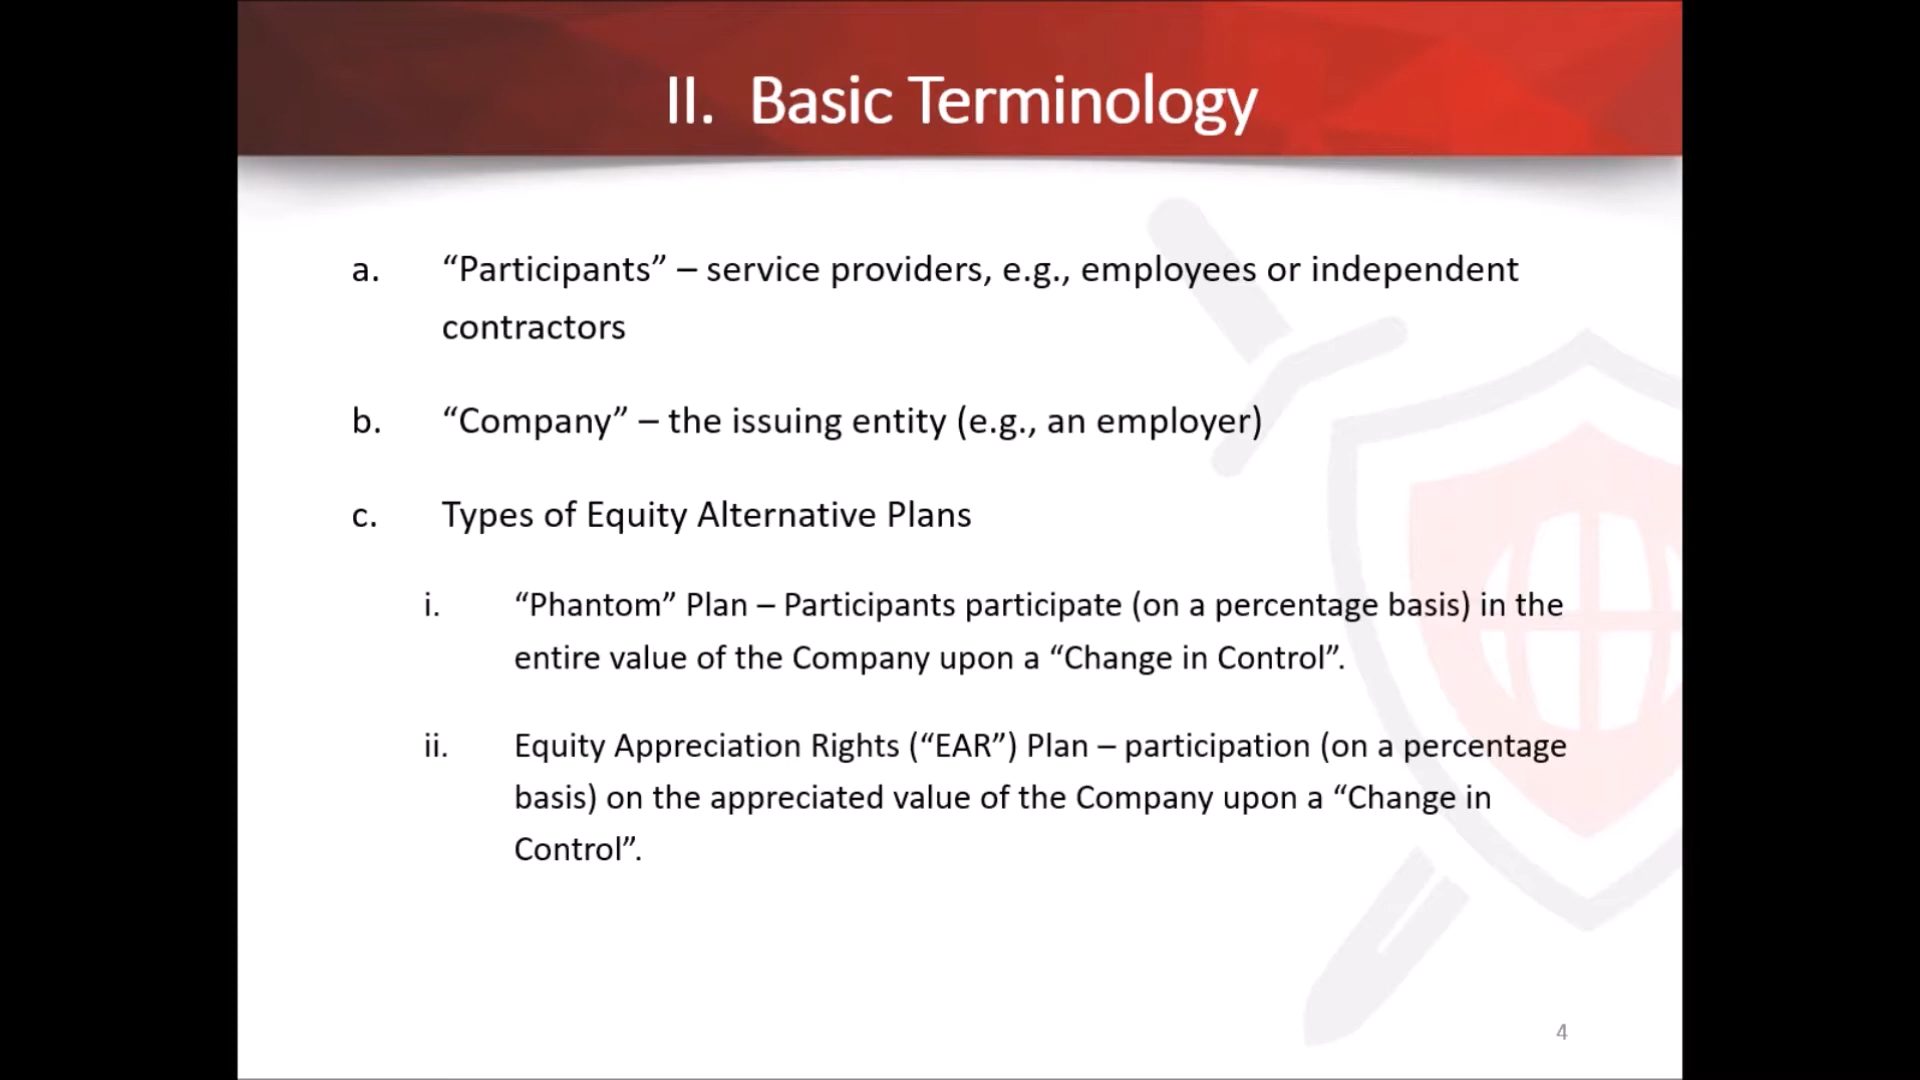 II. Basic Terminology
a. “Participants” – service providers, e.g., employees or independent
contractors
b. “Company” – the issuing entity (e.g., an employer)
c. Types of Equity Alternative Plans
i. “Phantom” Plan – Participants participate (on a percentage basis) in the
entire value of the Company upon a “Change in Control”.
ii. Equity Appreciation Rights (“EAR”) Plan – participation (on a percentage
basis) on the appreciated value of the Company upon a “Change in
Control”.
4